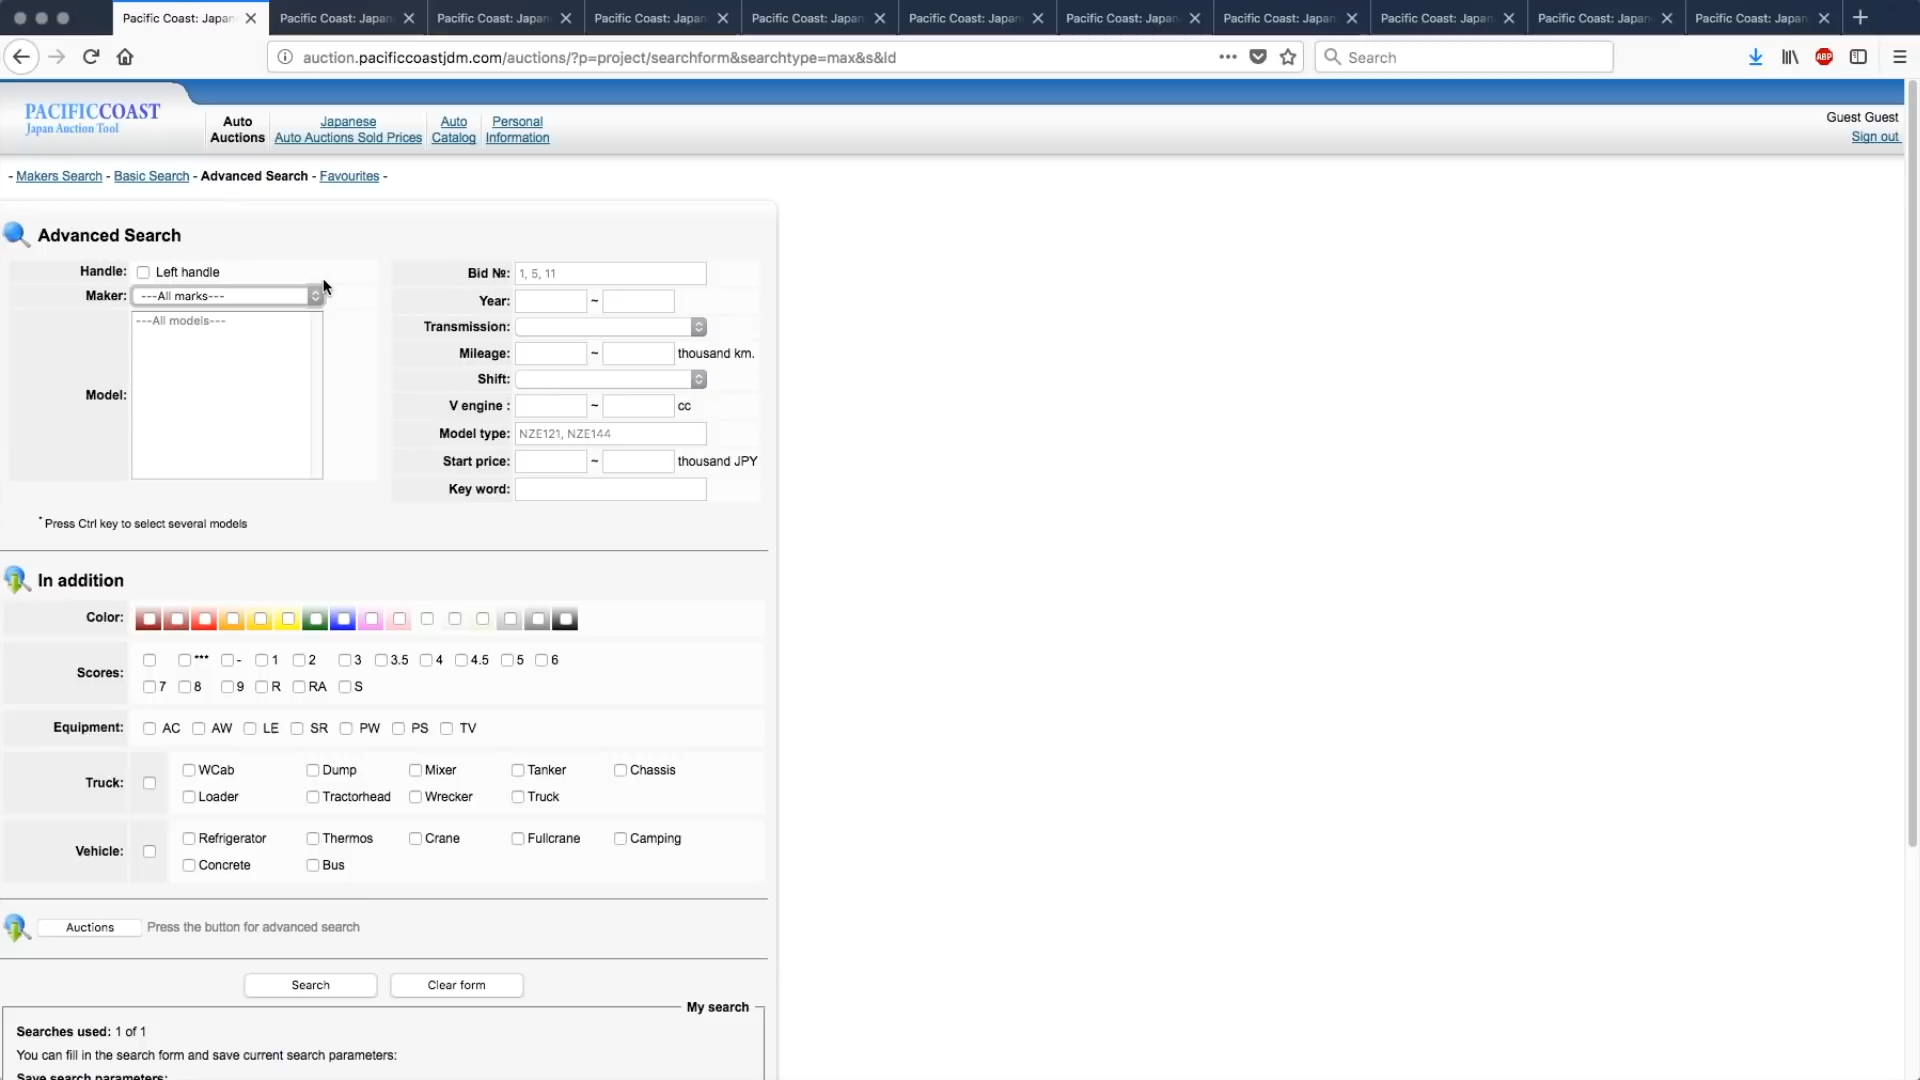 Pacific Coast: Japan Pacific Coast: Japan Pacific Coast: Japan Pacific Coast: Japan Pacific Coast: Japan Pacific Coast: Japan Pacific Coast: Japan Pacific Coast: Japan Pacific Coast: Japan Pacific Coast: Japan Pacific Coast: Japan
auction.pacificcoastjdm.com/auctions/?p=project/searchform&searchtype=max&s&ld
Search
ABP
PACIFICCOAST
Japan Auction Tool
Auto
Auctions
Japanese
Auto Auctions Sold Prices
Auto
Catalog
Personal
Information
Guest Guest
Sign out
- Makers Search - Basic Search - Advanced Search - Favourites -
Advanced Search
Handle: Left handle
Maker: ---All marks---
Model: ---All models---
Bid №: 1, 5, 11
Year: ~
Transmission:
Mileage: ~ thousand km.
Shift:
V engine : ~ cc
Model type: NZE121, NZE144
Start price: ~ thousand JPY
Key word:
* Press Ctrl key to select several models
In addition
Color:
Scores: *** - 1 2 3 3.5 4 4.5 5 6
7 8 9 R RA S
Equipment: AC AW LE SR PW PS TV
Truck: WCab Dump Mixer Tanker Chassis
Loader Tractorhead Wrecker Truck
Vehicle: Refrigerator Thermos Crane Fullcrane Camping
Concrete Bus
Auctions Press the button for advanced search
Search Clear form
My search
Searches used: 1 of 1
You can fill in the search form and save current search parameters:
Save search parameters: